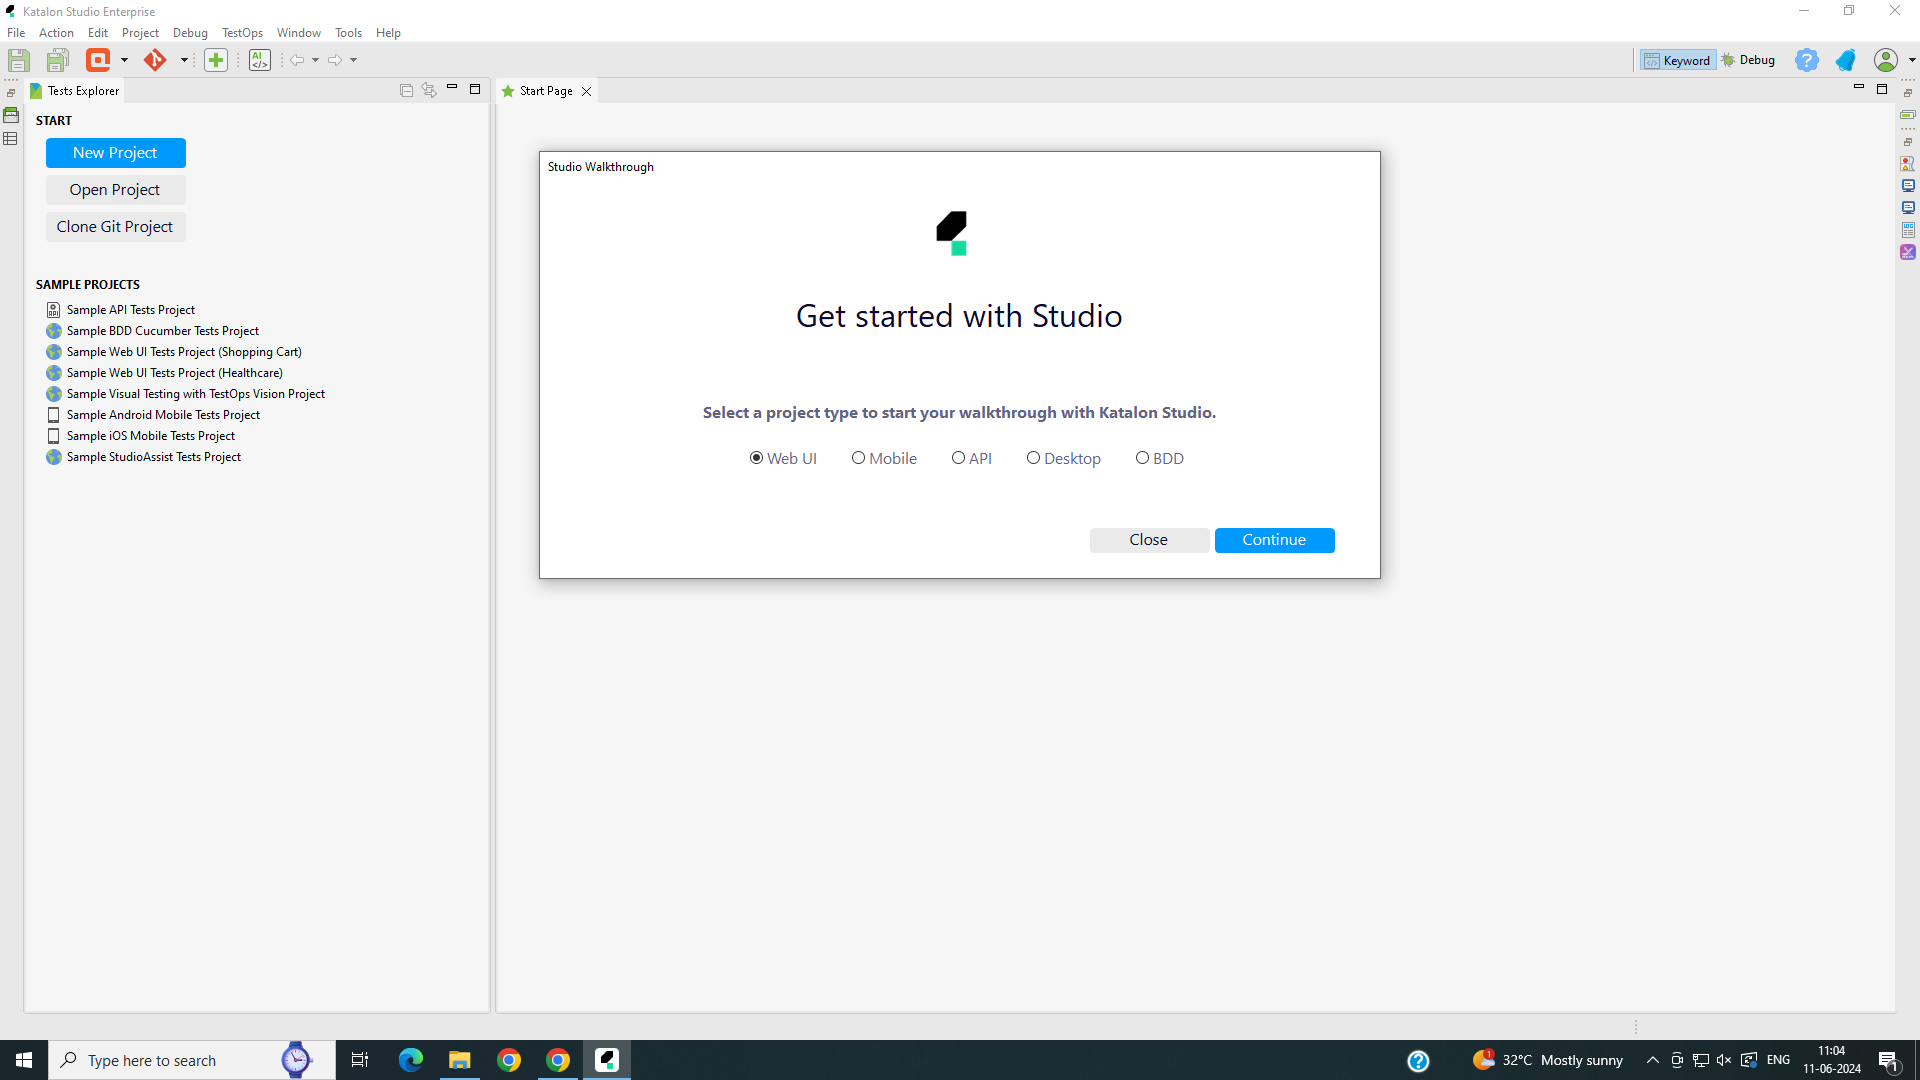 Katalon Studio Enterprise
File Action Edit Project Debug TestOps Window Tools Help
AI
Keyword Debug
Tests Explorer
Start Page
START
New Project
Open Project
Clone Git Project
SAMPLE PROJECTS
Sample API Tests Project
Sample BDD Cucumber Tests Project
Sample Web UI Tests Project (Shopping Cart)
Sample Web UI Tests Project (Healthcare)
Sample Visual Testing with TestOps Vision Project
Sample Android Mobile Tests Project
Sample iOS Mobile Tests Project
Sample StudioAssist Tests Project
Studio Walkthrough
Get started with Studio
Select a project type to start your walkthrough with Katalon Studio.
Web UI Mobile API Desktop BDD
Close Continue
Type here to search
1
32°C Mostly sunny
ENG
11:04
11-06-2024
1